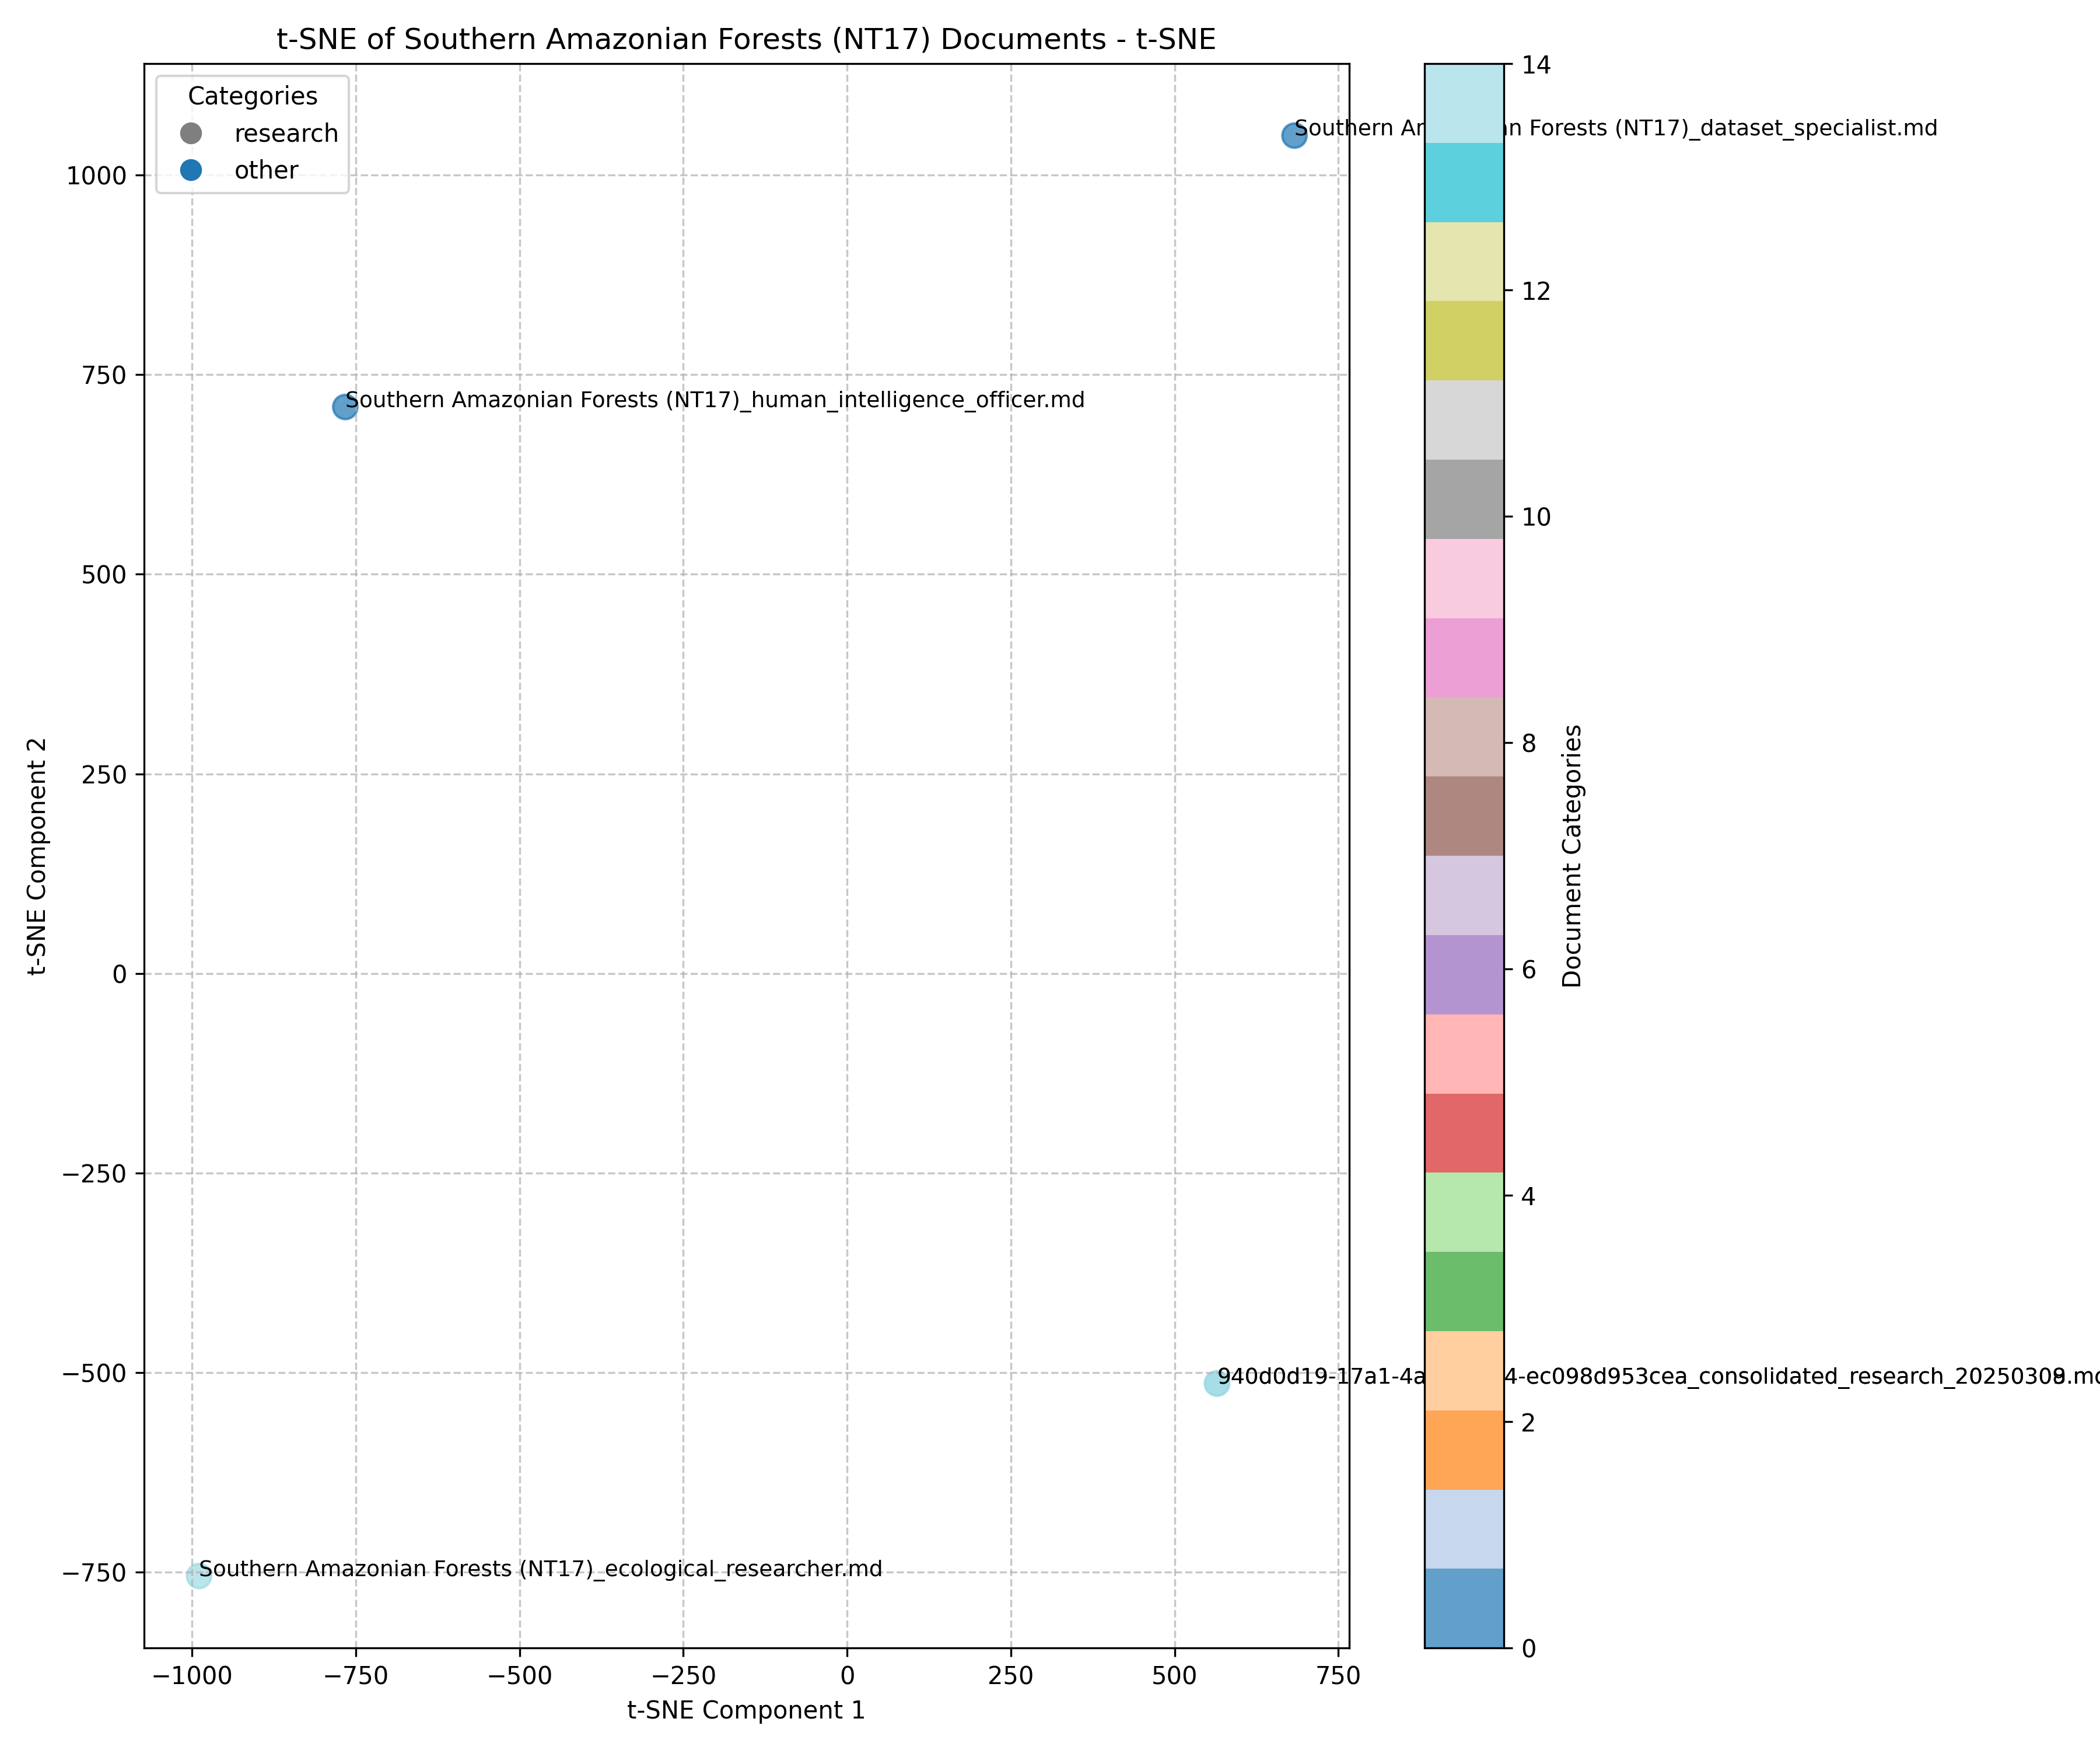 t-SNE of Southern Amazonian Forests (NT17) Documents - t-SNE
Categories
research
other
Southern An Forests (NT17)_dataset_specialist.md
Southern Amazonian Forests (NT17)_human_intelligence_officer.md
940d0d19-17a1-4a 4-ec098d953cea_consolidated_research_2025030
Southern Amazonian Forests (NT17)_ecological_researcher.md
1000
750
500
250
0
−250
−500
−750
t-SNE Component 2
−1000
−750
−500
−250
0
250
500
750
t-SNE Component 1
14
12
10
8
6
4
2
0
Document Categories